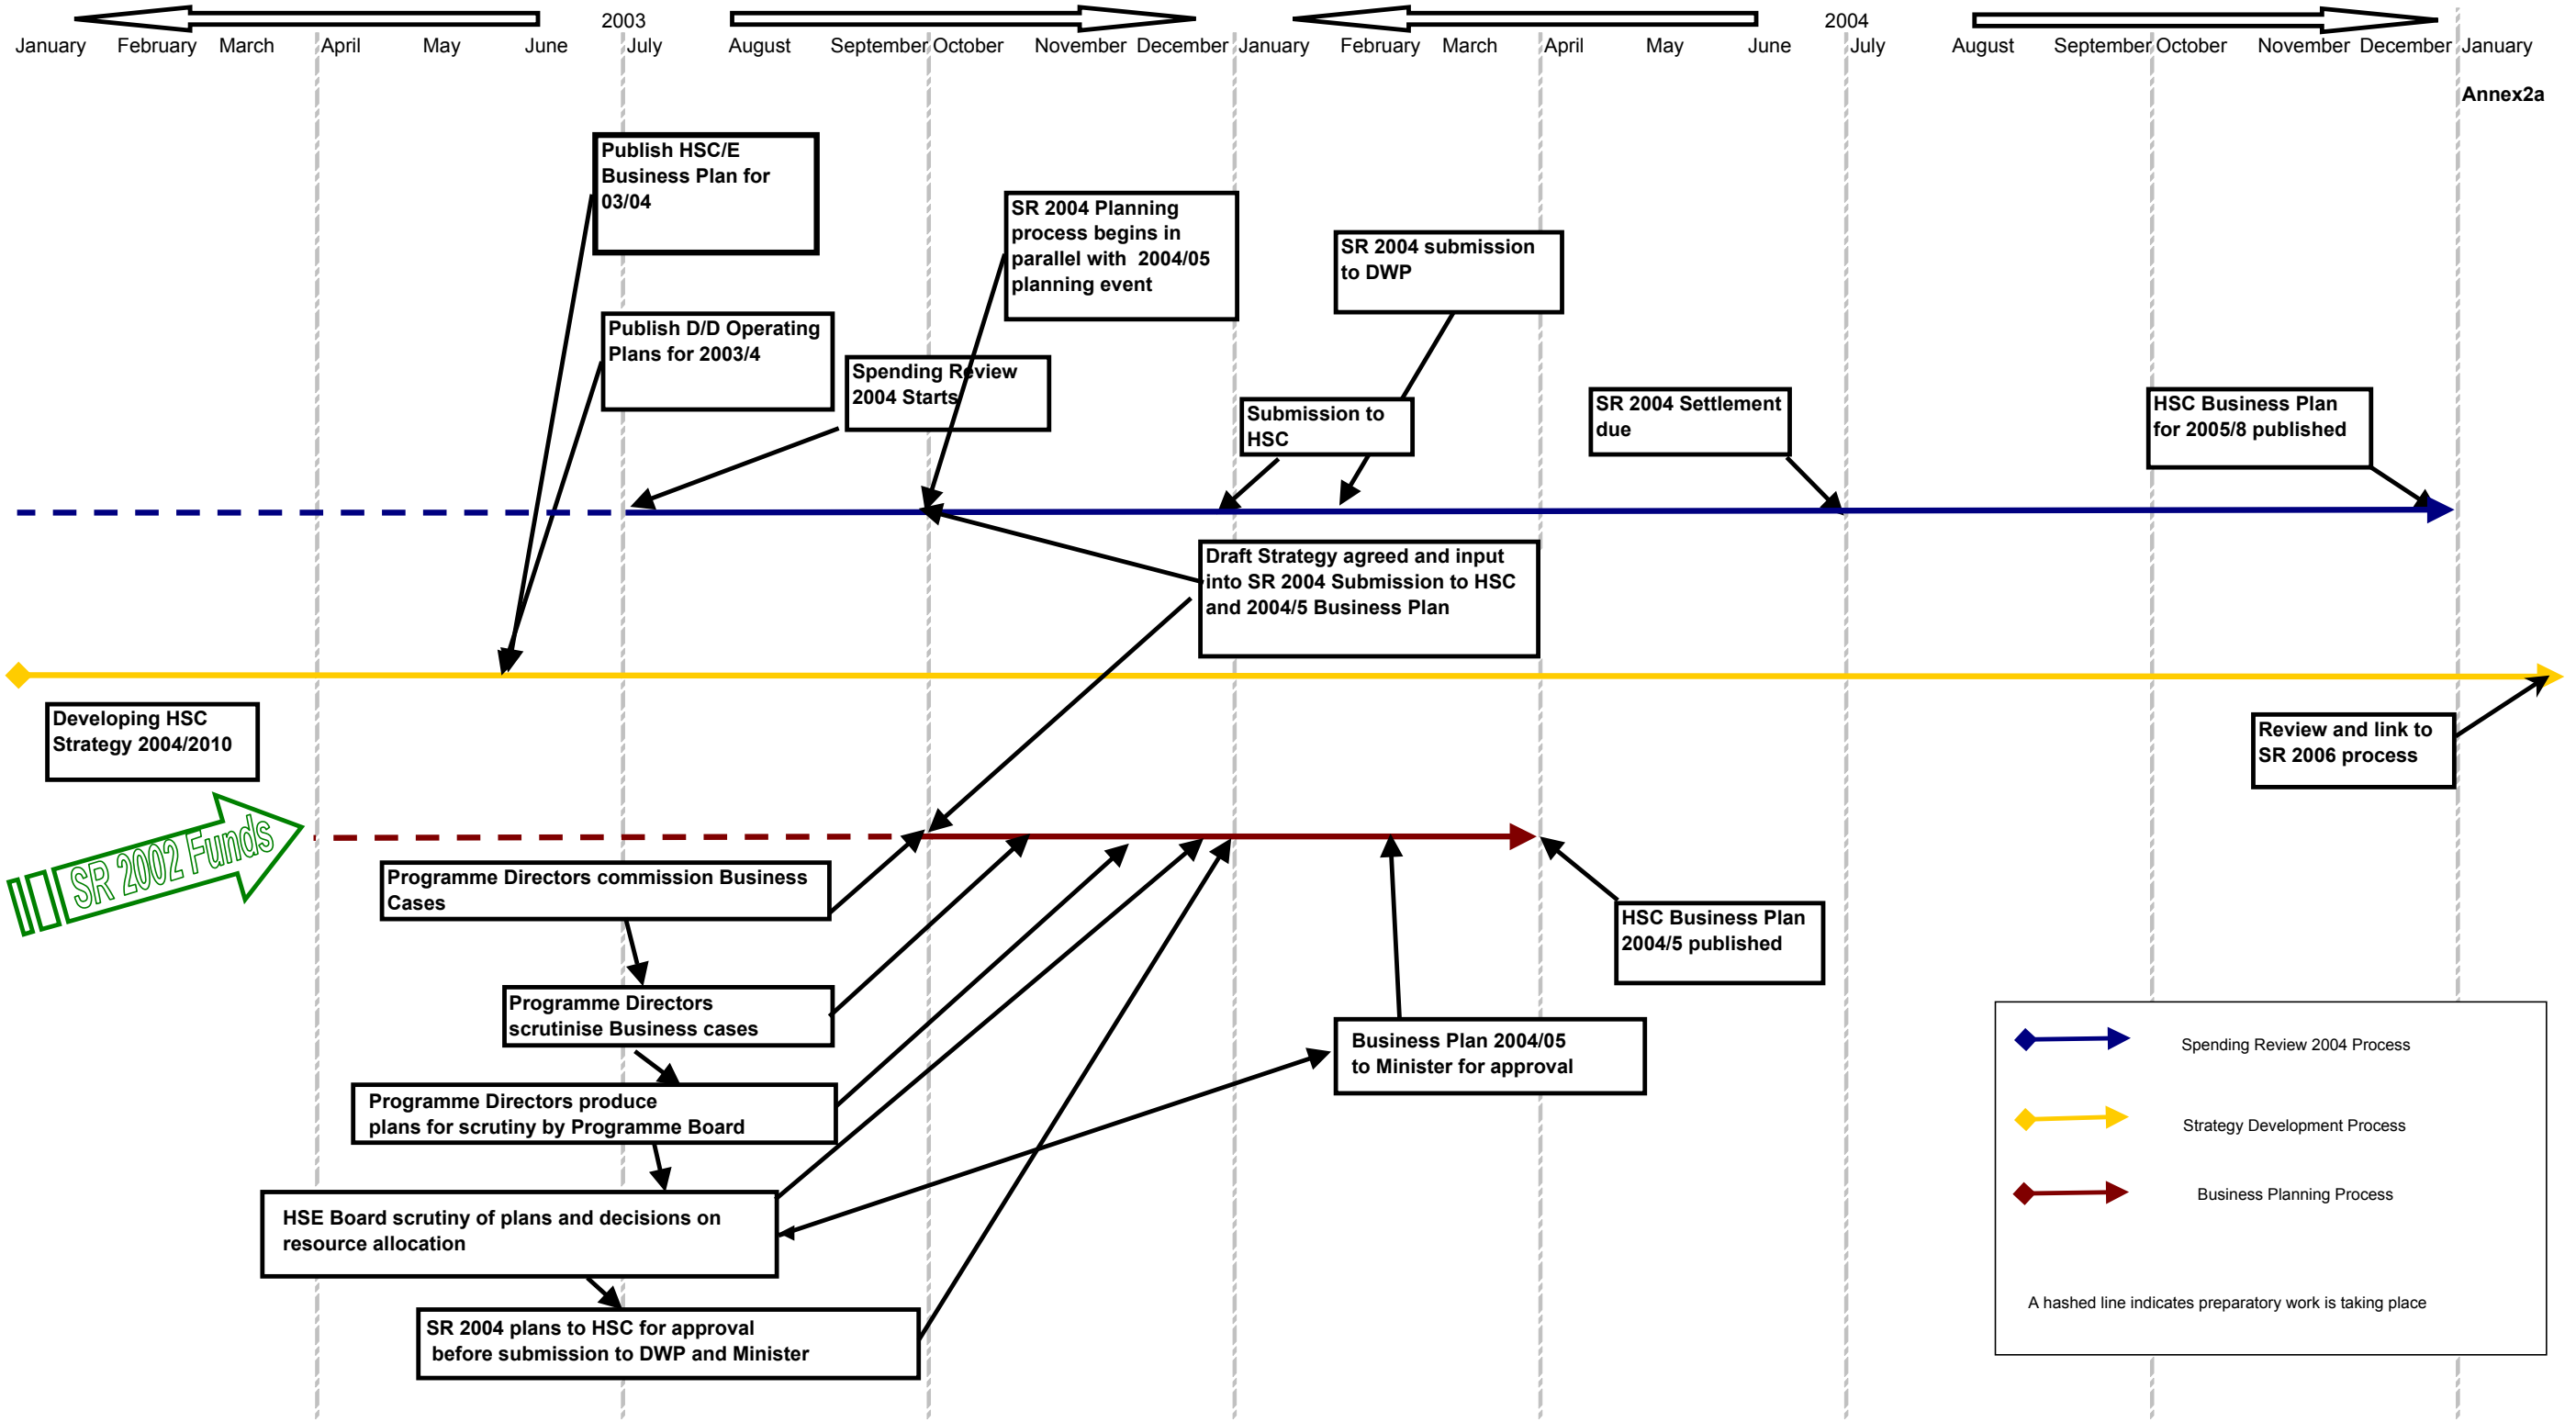 2003
2004
January February March April May June July August September October November December January February March April May June July August September October November December January
Annex2a
Publish HSC/E
Business Plan for
03/04
SR 2004 Planning
process begins in
parallel with 2004/05
planning event
SR 2004 submission
to DWP
Publish D/D Operating
Plans for 2003/4
Spending Review
2004 Starts
Submission to
HSC
SR 2004 Settlement
due
HSC Business Plan
for 2005/8 published
Draft Strategy agreed and input
into SR 2004 Submission to HSC
and 2004/5 Business Plan
Developing HSC
Strategy 2004/2010
Review and link to
SR 2006 process
SR 2002 Funds
Programme Directors commission Business
Cases
HSC Business Plan
2004/5 published
Programme Directors
scrutinise Business cases
Business Plan 2004/05
to Minister for approval
Programme Directors produce
plans for scrutiny by Programme Board
HSE Board scrutiny of plans and decisions on
resource allocation
SR 2004 plans to HSC for approval
before submission to DWP and Minister
Spending Review 2004 Process
Strategy Development Process
Business Planning Process
A hashed line indicates preparatory work is taking place